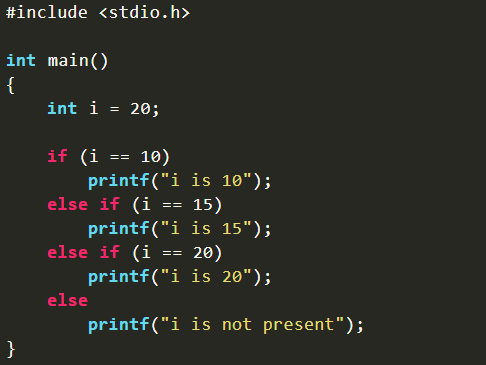 #include <stdio.h>

int main()
{
    int i = 20;

    if (i == 10)
        printf("i is 10");
    else if (i == 15)
        printf("i is 15");
    else if (i == 20)
        printf("i is 20");
    else
        printf("i is not present");
}